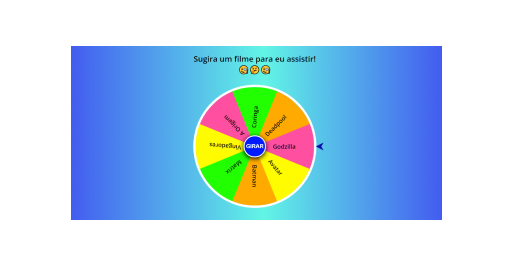 Sugira um filme para eu assistir!
🥰🤔🥰
Coringa
Deadpool
Godzilla
Avatar
Batman
Matrix
Vingadores
A Origem
GIRAR